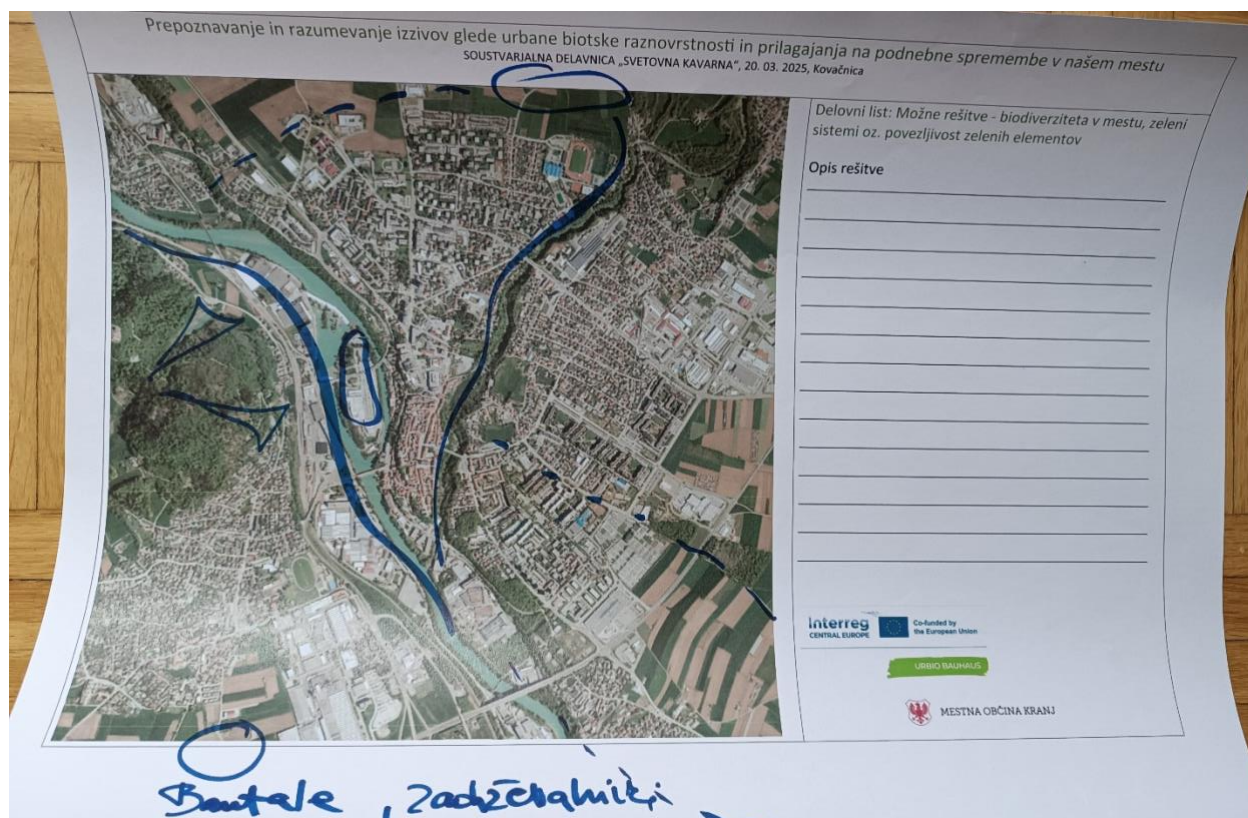 Prepoznavanje in razumevanje izzivov glede urbane biotske raznovrstnosti in prilagajanja na podnebne spremembe v našem mestu
SOUSTVARJALNA DELAVNICA „SVETOVNA KAVARNA", 20. 03. 2025, Kovačnica
Delovni list: Možne rešitve - biodiverziteta v mestu, zeleni
sistemi oz. povezljivost zelenih elementov
Opis rešitve
Interreg
CENTRAL EUROPE
Co-funded by
the European Union
URBIO BAUHAUS
MESTNA OBČINA KRANJ
zadrževalniki